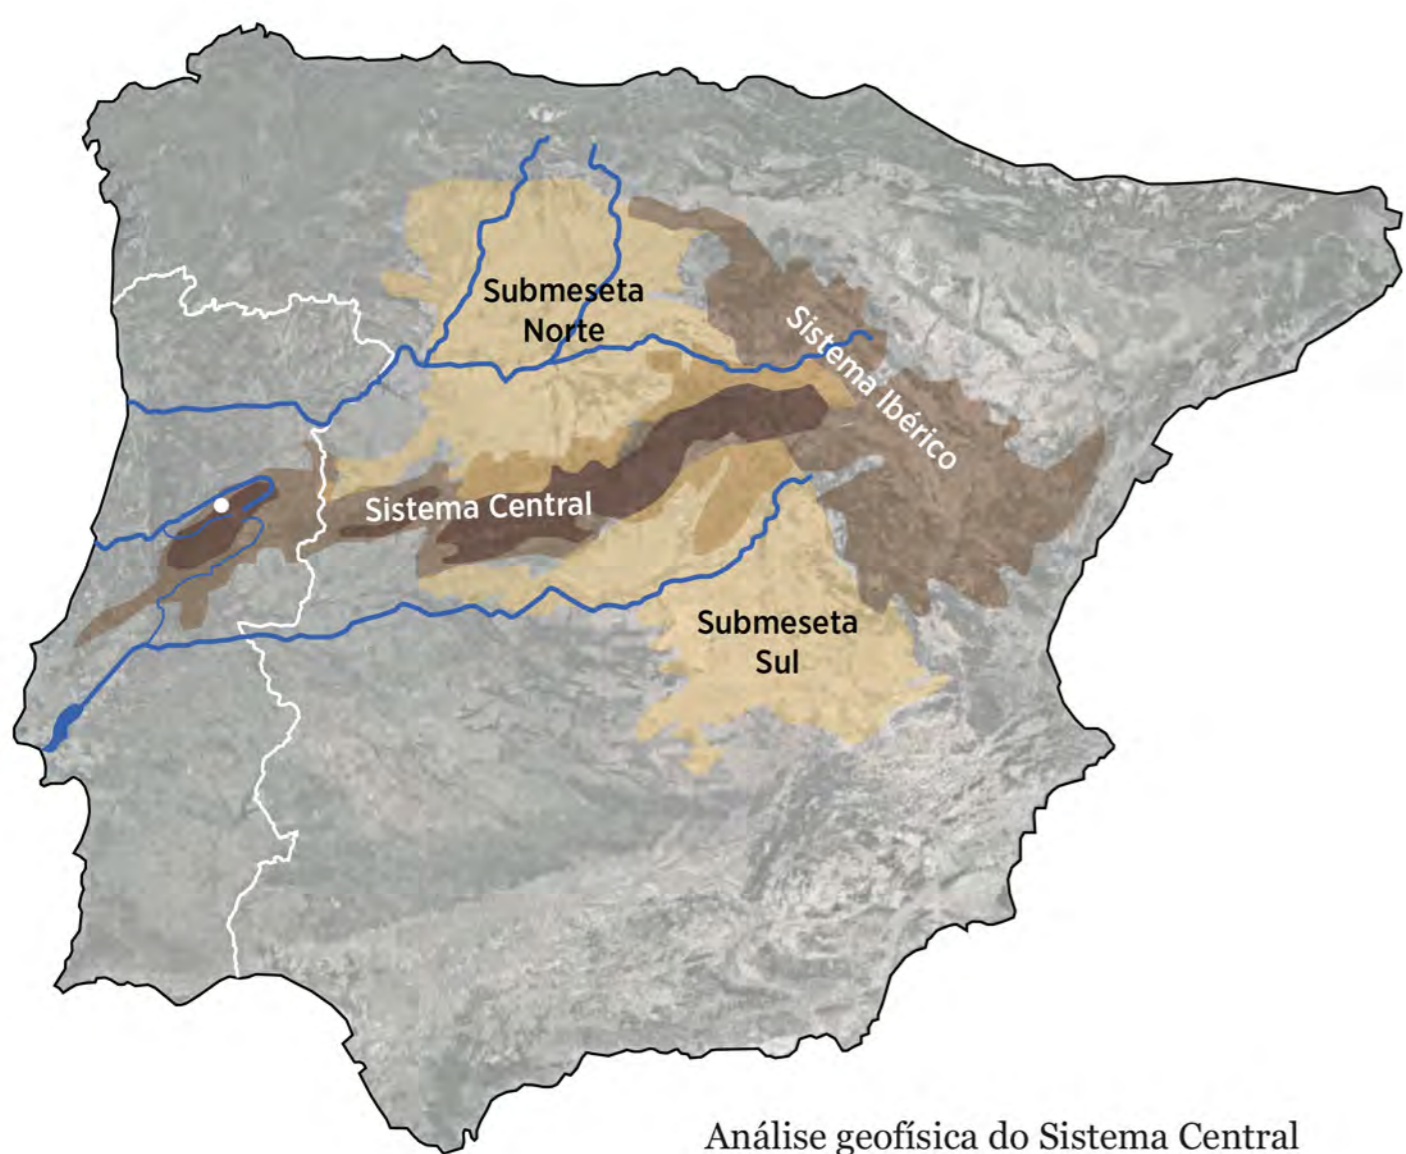 Submeseta
Norte
Sistema Ibérico
Sistema Central
Submeseta
Sul
Análise geofísica do Sistema Central